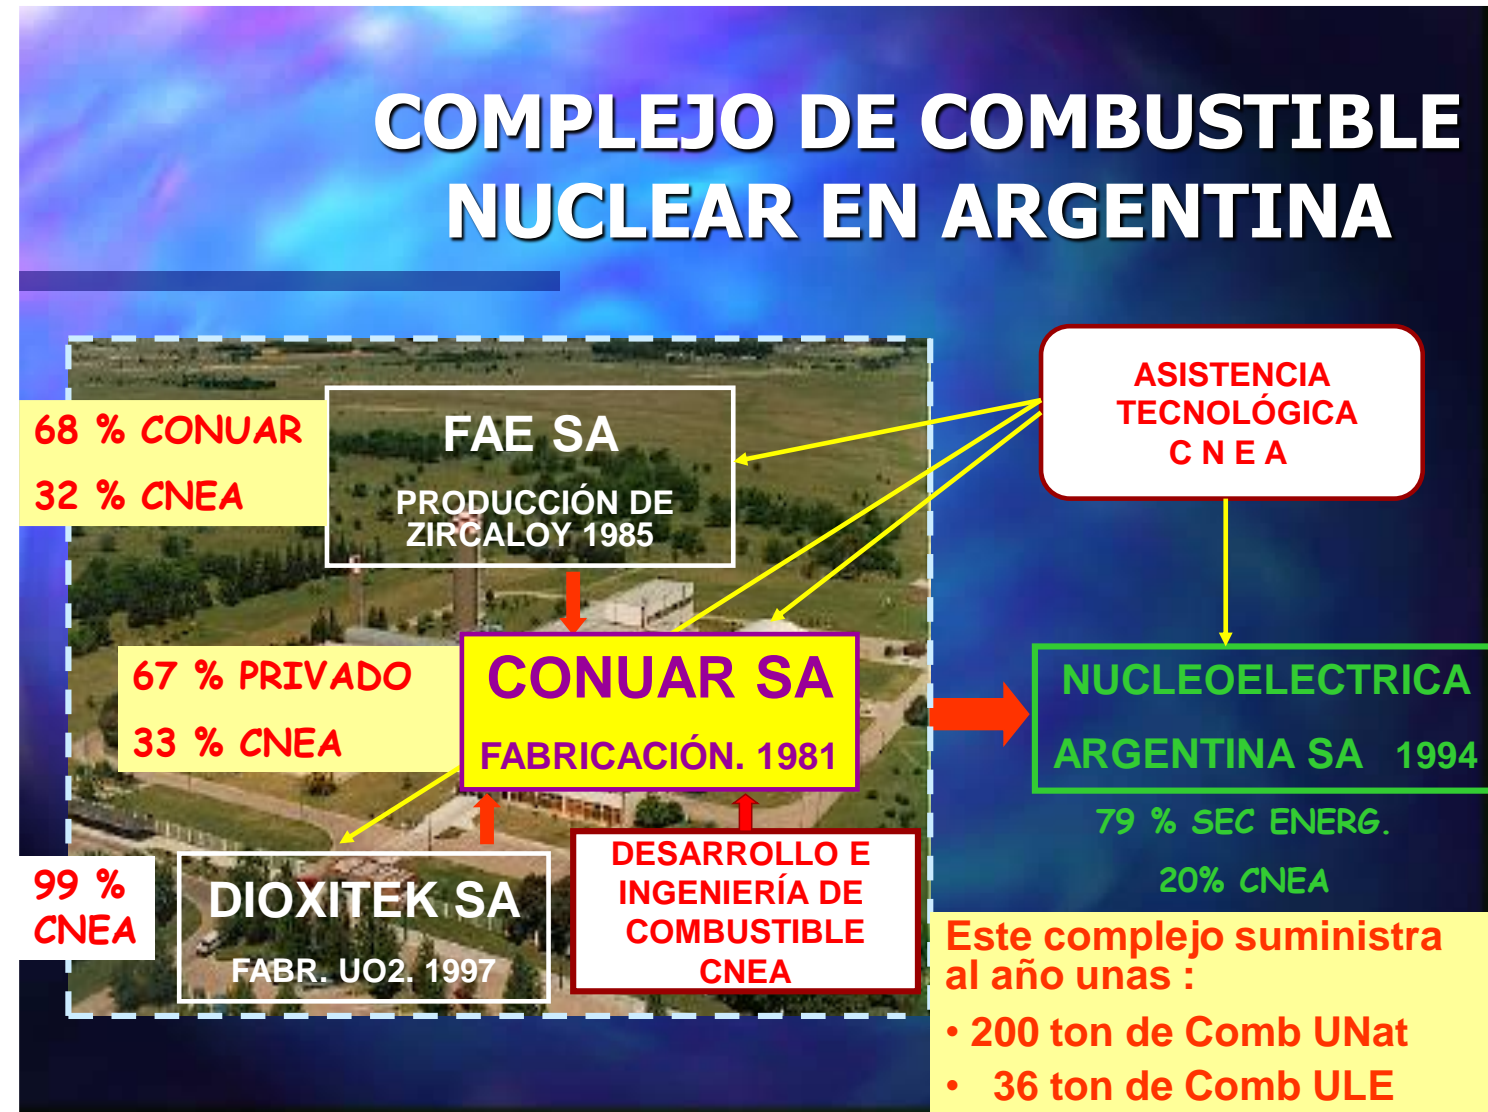 COMPLEJO DE COMBUSTIBLE
NUCLEAR EN ARGENTINA
68 % CONUAR
32 % CNEA
FAE SA
PRODUCCIÓN DE
ZIRCALOY 1985
ASISTENCIA
TECNOLÓGICA
C N E A
67 % PRIVADO
33 % CNEA
CONUAR SA
FABRICACIÓN. 1981
NUCLEOELECTRICA
ARGENTINA SA 1994
79 % SEC ENERG.
20% CNEA
99 %
CNEA
DIOXITEK SA
FABR. UO2. 1997
DESARROLLO E
INGENIERÍA DE
COMBUSTIBLE
CNEA
Este complejo suministra
al año unas :
• 200 ton de Comb UNat
• 36 ton de Comb ULE